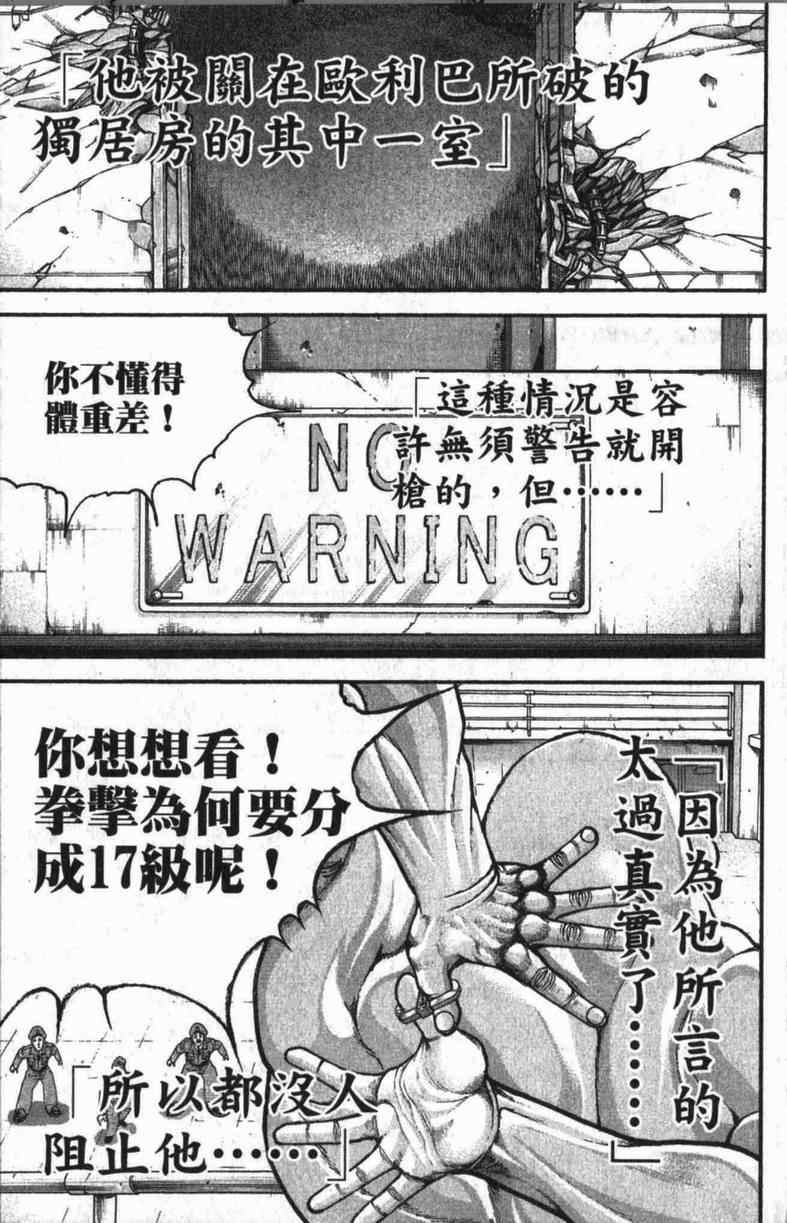 「他被關在歐利巴所破的
獨居房的其中一室」
「這種情況是容
許無須警告就開
槍的，但……」
你不懂得
體重差！
NO
WARNING
「因為他所言的
太過真實了……」
你想想看！
拳擊為何要分
成17級呢！
「所以都沒人
阻止他……」